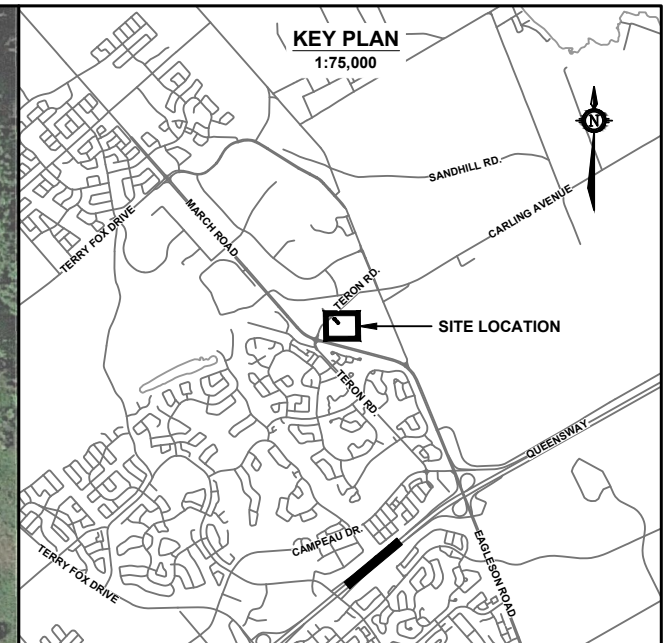 KEY PLAN
1:75,000
N
SANDHILL RD.
CARLING AVENUE
TERRY FOX DRIVE
MARCH ROAD
TERON RD.
SITE LOCATION
TERON RD.
QUEENSWAY
CAMPEAU DR.
EAGLESON ROAD
TERRY FOX DRIVE